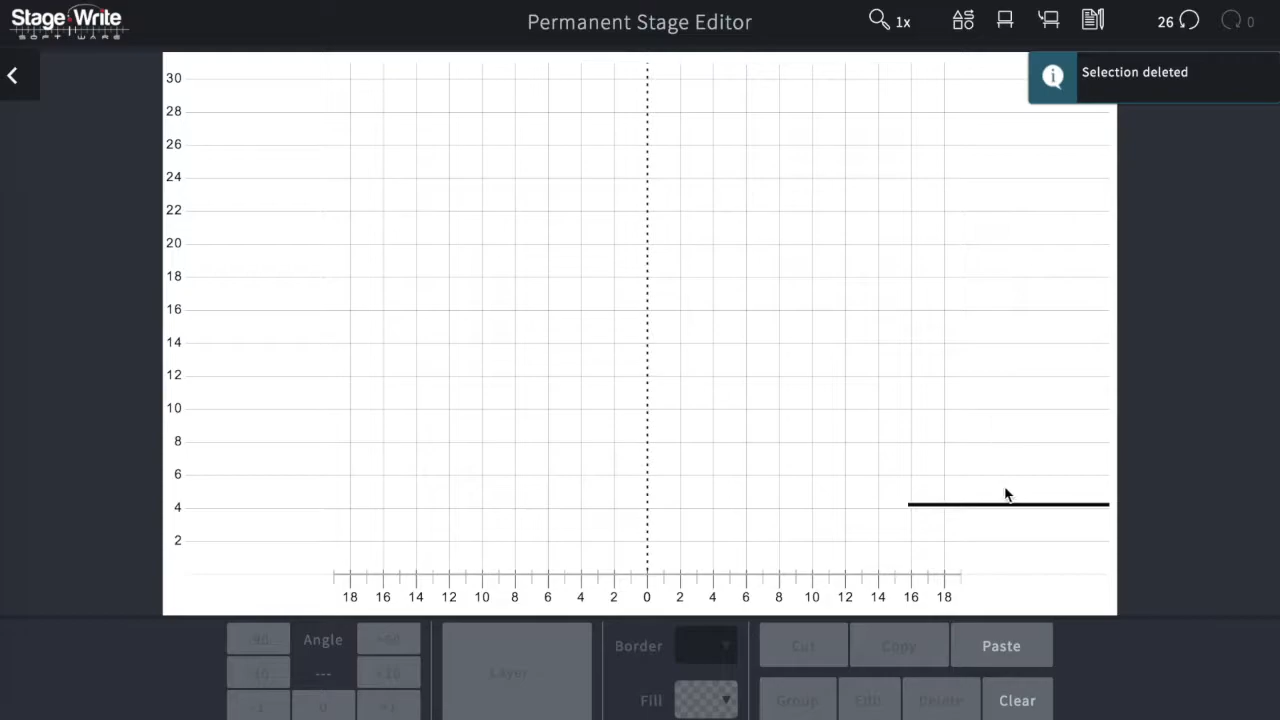 Stage Write
SOFTWARE
Permanent Stage Editor
1x
26
0
Selection deleted
30
28
26
24
22
20
18
16
14
12
10
8
6
4
2
18 16 14 12 10 8 6 4 2 0 2 4 6 8 10 12 14 16 18
-90 Angle +90
-10 --- +10
-1 0 +1
Layer
Border
Fill
Cut Copy Paste
Group Edit Delete Clear